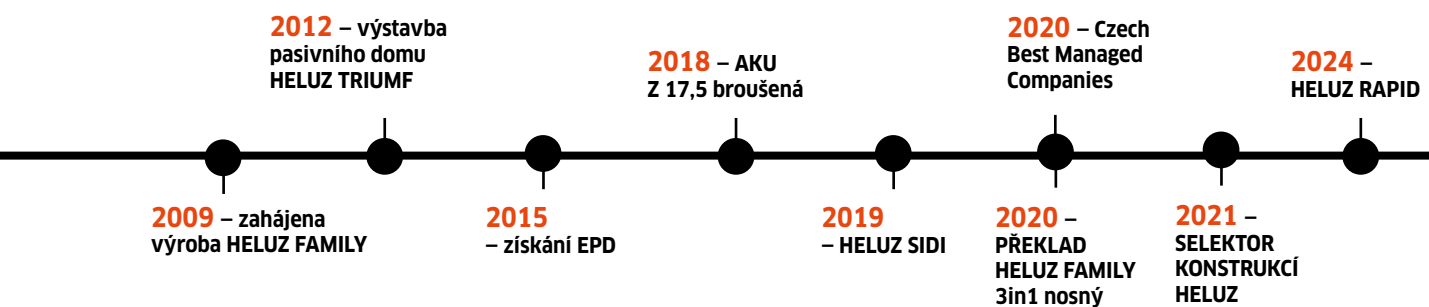 2012 – výstavba
pasivního domu
HELUZ TRIUMF
2018 – AKU
Z 17,5 broušená
2020 – Czech
Best Managed
Companies
2024 –
HELUZ RAPID
2009 – zahájena
výroba HELUZ FAMILY
2015
– získání EPD
2019
– HELUZ SIDI
2020 –
PŘEKLAD
HELUZ FAMILY
3in1 nosný
2021 –
SELEKTOR
KONSTRUKCÍ
HELUZ